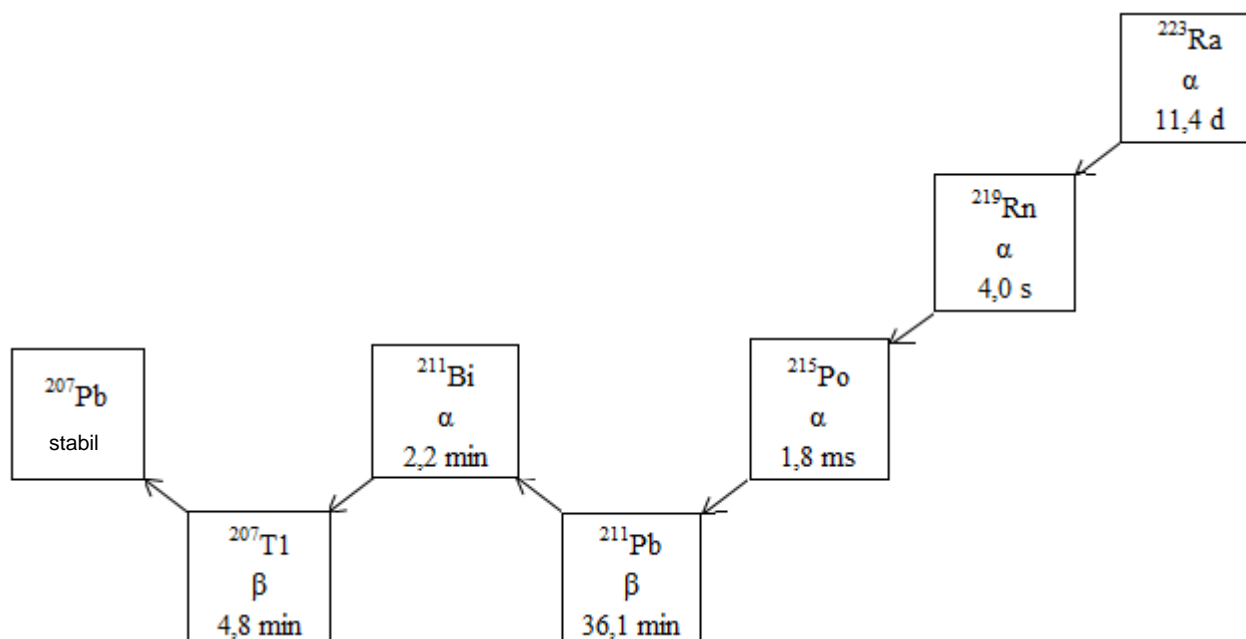 ²²³Ra
α
11,4 d
²¹⁹Rn
α
4,0 s
²¹⁵Po
α
1,8 ms
²¹¹Pb
β
36,1 min
²¹¹Bi
α
2,2 min
²⁰⁷T1
β
4,8 min
²⁰⁷Pb
stabil